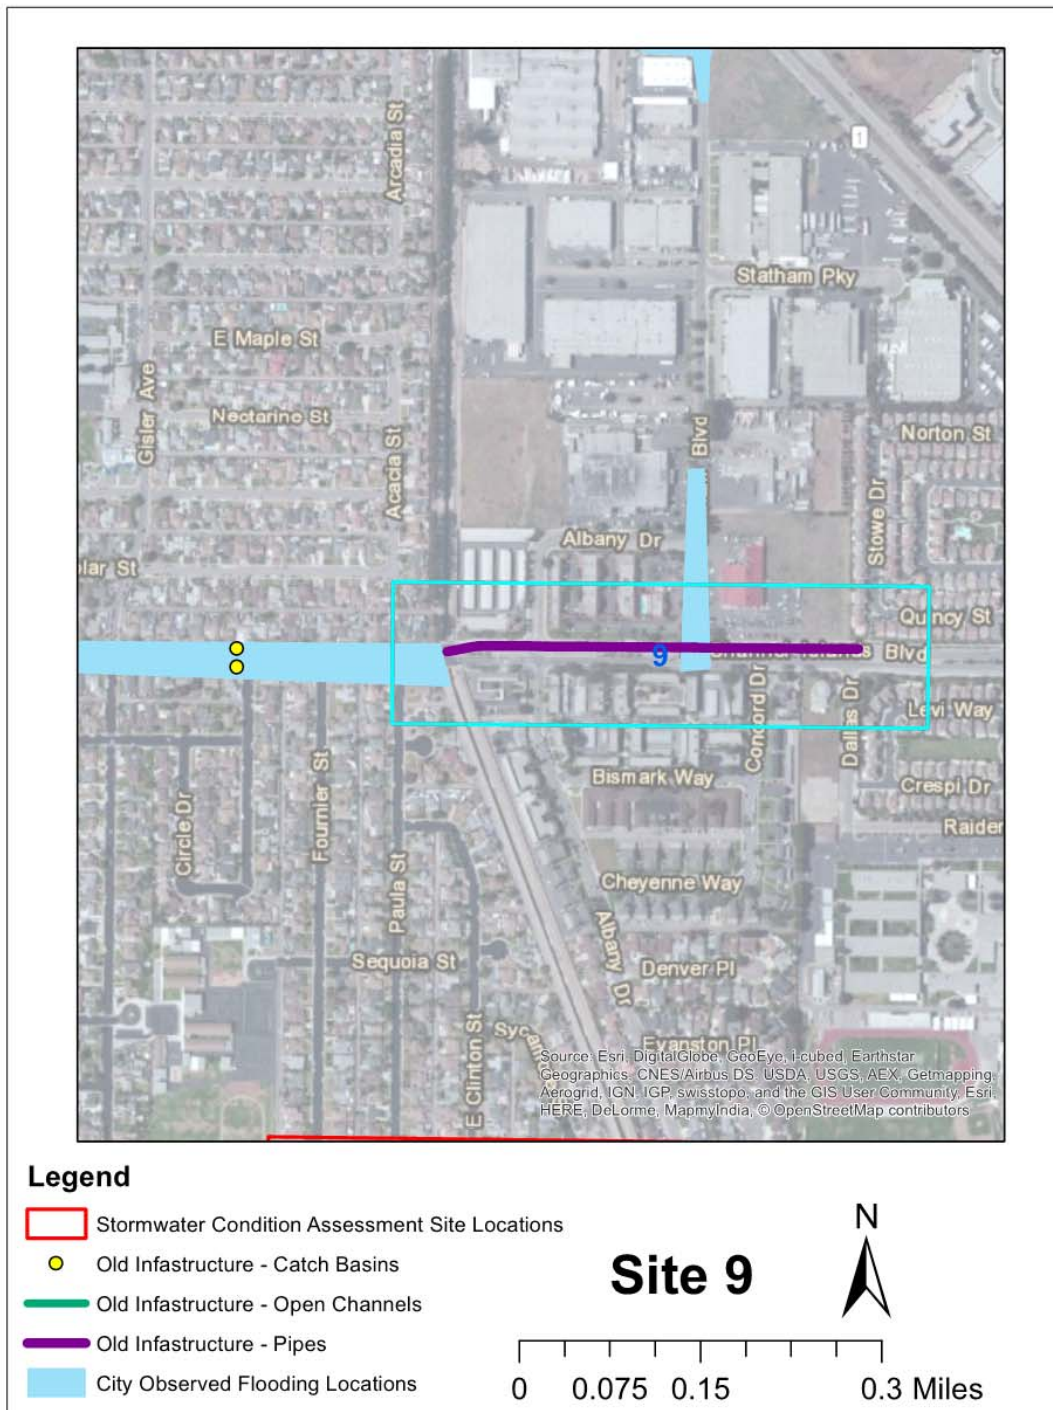 Arcadia St
1
Statham Pky
E Maple St
Gisler Ave
Nectarine St
Acacia St
Blvd
Norton St
Stowe Dr
Albany Dr
olar St
Quincy St
9
Blvd
Concord Dr
Dallas Dr
Levi Way
Bismark Way
Crespi Dr
Circle Dr
Fournier St
Raider
Paula St
Cheyenne Way
Albany Dr
Sequoia St
Denver Pl
E Clinton St
Evanston Pl
Source: Esri, DigitalGlobe, GeoEye, i-cubed, Earthstar
Geographics, CNES/Airbus DS, USDA, USGS, AEX, Getmapping,
Aerogrid, IGN, IGP, swisstopo, and the GIS User Community, Esri,
HERE, DeLorme, MapmyIndia, © OpenStreetMap contributors
Legend
Stormwater Condition Assessment Site Locations
Old Infastructure - Catch Basins
Old Infastructure - Open Channels
Old Infastructure - Pipes
City Observed Flooding Locations
Site 9
N
0 0.075 0.15 0.3 Miles